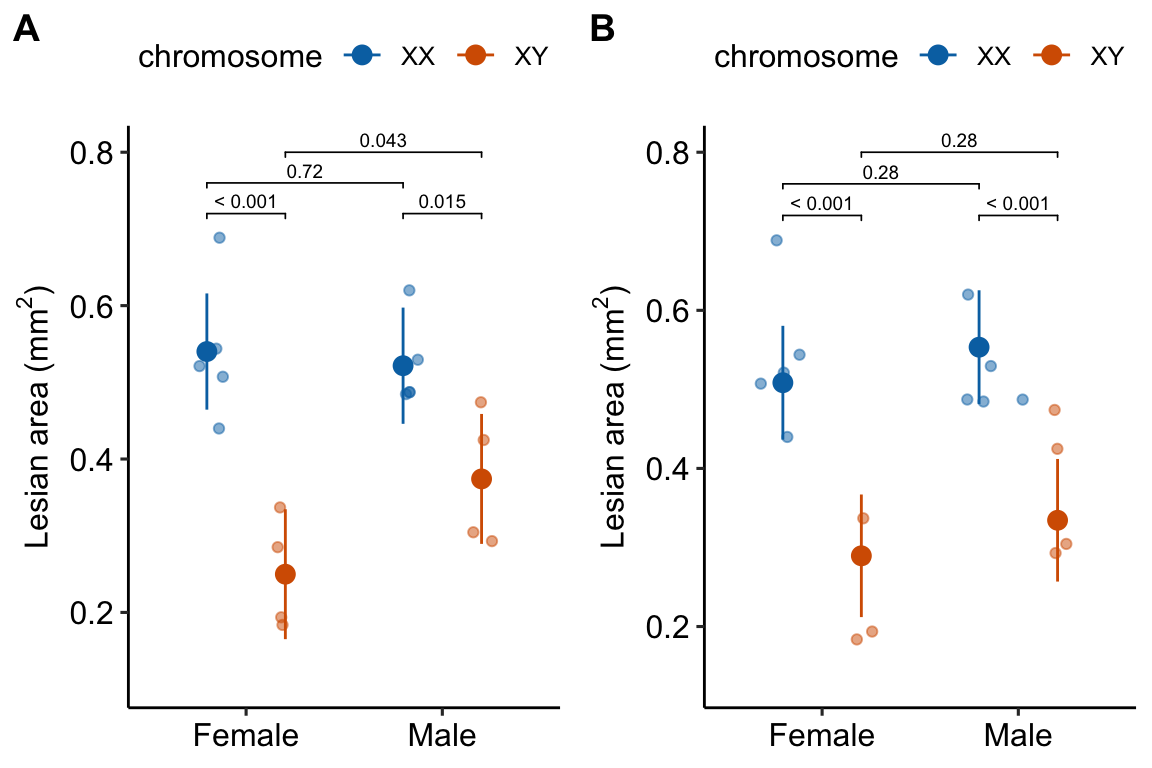 A
chromosome XX XY
0.8
0.6
0.4
0.2
Lesian area (mm²)
0.043
0.72
< 0.001
0.015
Female Male
B
chromosome XX XY
0.8
0.6
0.4
0.2
Lesian area (mm²)
0.28
0.28
< 0.001
< 0.001
Female Male